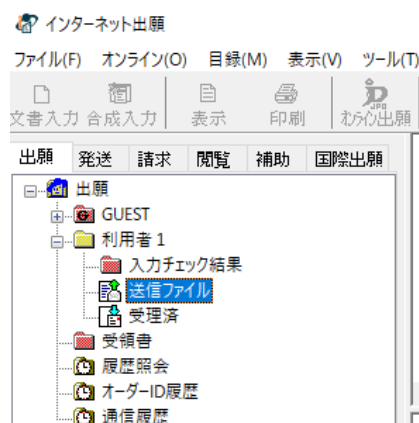 インターネット出願
ファイル(F) オンライン(O) 目録(M) 表示(V) ツール(T)
文書入力 合成入力 表示 印刷 オンライン出願
出願 発送 請求 閲覧 補助 国際出願
出願
GUEST
利用者1
入力チェック結果
送信ファイル
受理済
受領書
履歴照会
オーダーID履歴
通信履歴